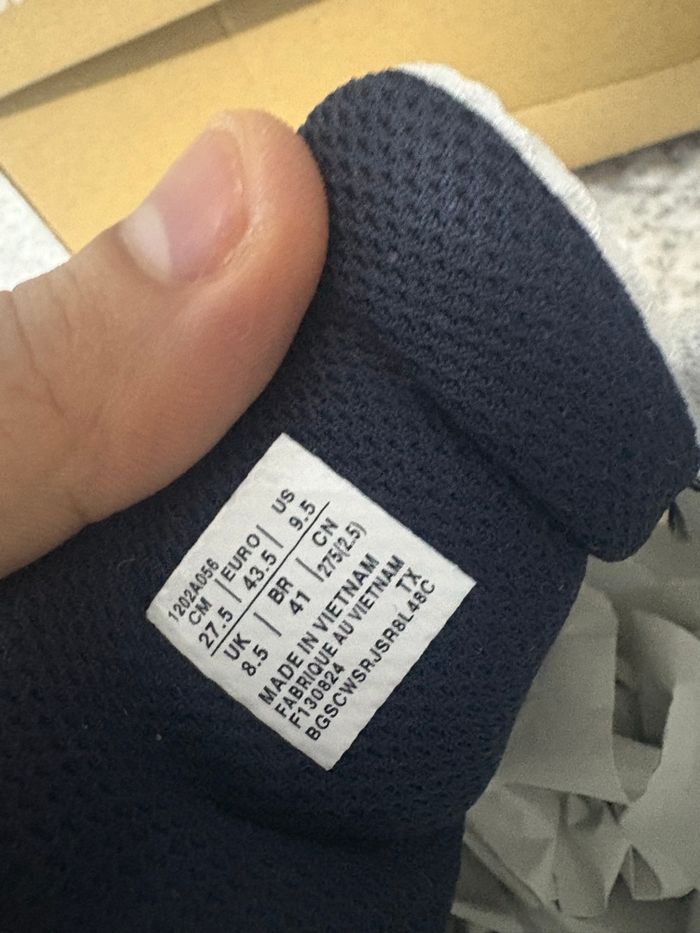 1202A056
CM | EURO | US
27.5 | 43.5 | 9.5
UK | BR | CN
8.5 | 41 | 275(2.5)
MADE IN VIETNAM
FABRIQUE AU VIETNAM
F130824 TX
BGSCWSRJSR8L48C